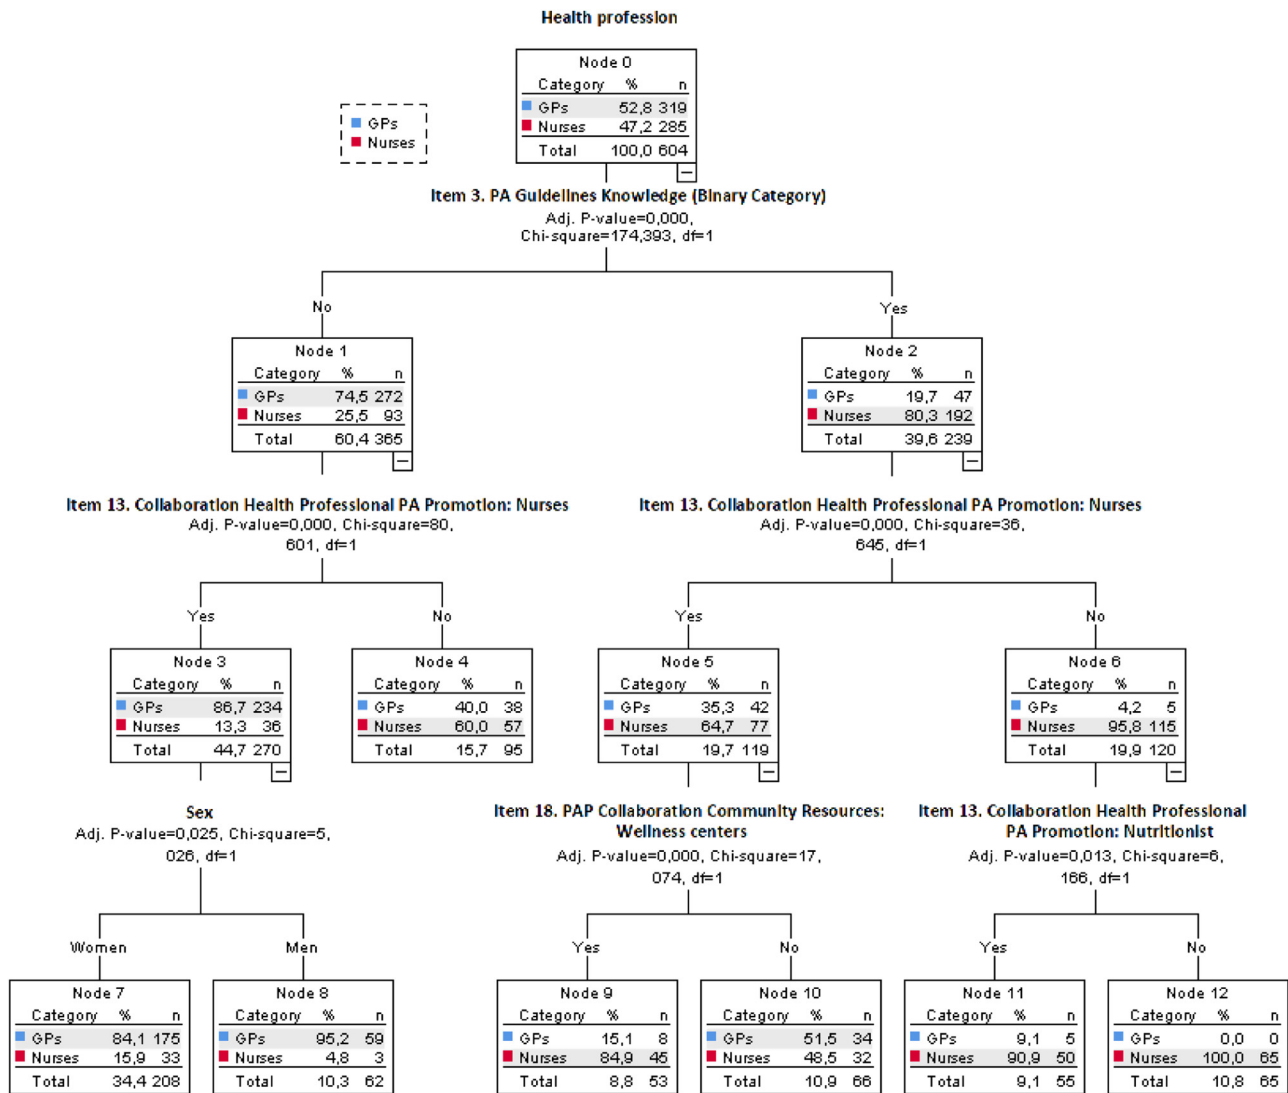 Health profession
Node 0
Category % n
GPs 52,8 319
Nurses 47,2 285
Total 100,0 604
GPs
Nurses
Item 3. PA Guidelines Knowledge (Binary Category)
Adj. P-value=0,000,
Chi-square=174,393, df=1
No
Yes
Node 1
Category % n
GPs 74,5 272
Nurses 25,5 93
Total 60,4 365
Node 2
Category % n
GPs 19,7 47
Nurses 80,3 192
Total 39,6 239
Item 13. Collaboration Health Professional PA Promotion: Nurses
Adj. P-value=0,000, Chi-square=80,
601, df=1
Item 13. Collaboration Health Professional PA Promotion: Nurses
Adj. P-value=0,000, Chi-square=36,
645, df=1
Yes
No
Yes
No
Node 3
Category % n
GPs 86,7 234
Nurses 13,3 36
Total 44,7 270
Node 4
Category % n
GPs 40,0 38
Nurses 60,0 57
Total 15,7 95
Node 5
Category % n
GPs 35,3 42
Nurses 64,7 77
Total 19,7 119
Node 6
Category % n
GPs 4,2 5
Nurses 95,8 115
Total 19,9 120
Sex
Adj. P-value=0,025, Chi-square=5,
026, df=1
Item 18. PAP Collaboration Community Resources:
Wellness centers
Adj. P-value=0,000, Chi-square=17,
074, df=1
Item 13. Collaboration Health Professional
PA Promotion: Nutritionist
Adj. P-value=0,013, Chi-square=6,
166, df=1
Women
Men
Yes
No
Yes
No
Node 7
Category % n
GPs 84,1 175
Nurses 15,9 33
Total 34,4 208
Node 8
Category % n
GPs 95,2 59
Nurses 4,8 3
Total 10,3 62
Node 9
Category % n
GPs 15,1 8
Nurses 84,9 45
Total 8,8 53
Node 10
Category % n
GPs 51,5 34
Nurses 48,5 32
Total 10,9 66
Node 11
Category % n
GPs 9,1 5
Nurses 90,9 50
Total 9,1 55
Node 12
Category % n
GPs 0,0 0
Nurses 100,0 65
Total 10,8 65